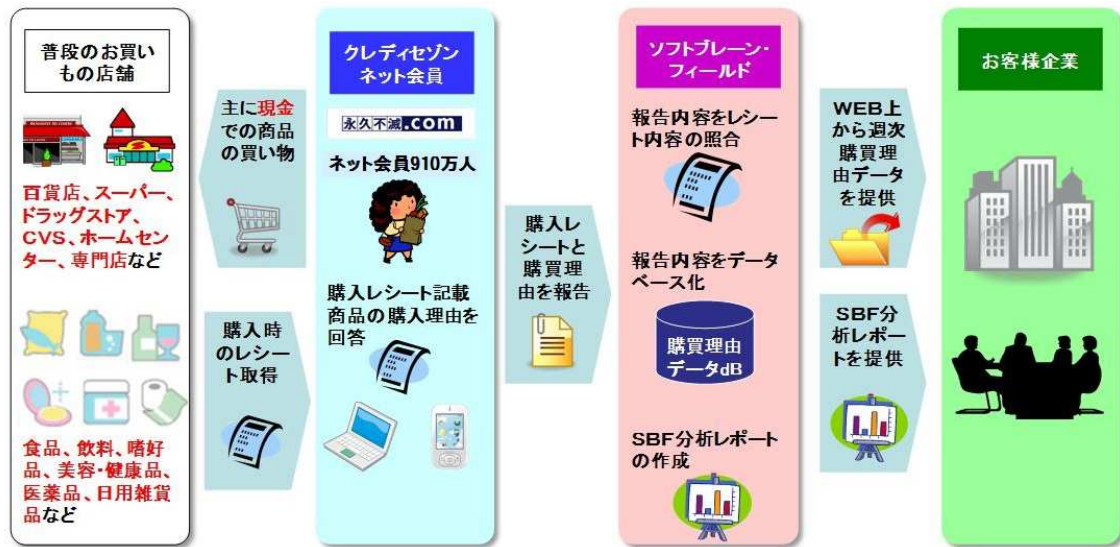 普段のお買い
もの店舗
百貨店、スーパー、
ドラッグストア、
CVS、ホームセン
ター、専門店など
食品、飲料、嗜好
品、美容・健康品、
医薬品、日用雑貨
品など
主に現金
での商品
の買い物
購入時
のレシー
ト取得
クレディセゾン
ネット会員
永久不滅.com
ネット会員910万人
購入レシート記載
商品の購入理由を
回答
購入レ
シートと
購買理
由を報告
ソフトブレーン・
フィールド
報告内容をレシー
ト内容の照合
報告内容をデータ
ベース化
購買理由
データdB
SBF分析レポート
の作成
WEB上
から週次
購買理
由データ
を提供
SBF分
析レポー
トを提供
お客様企業